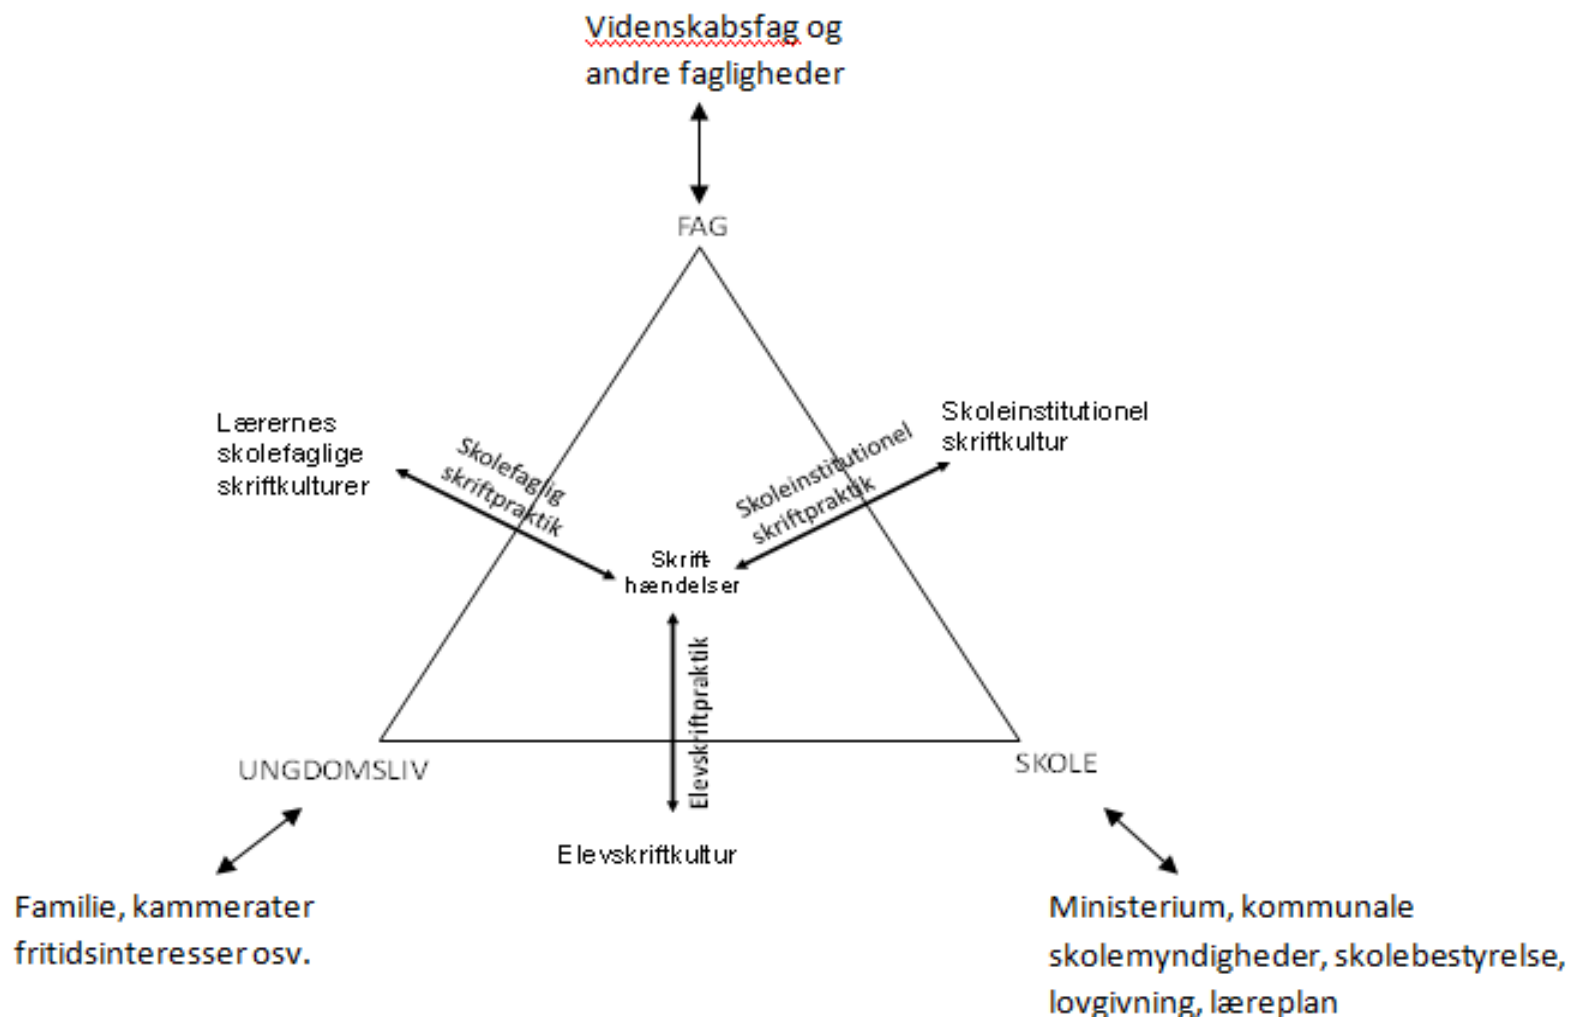 Videnskabsfag og
andre fagligheder
FAG
Lærernes
skolefaglige
skriftkulturer
Skolefaglig
skriftpraktik
Skoleinstitutionel
skriftpraktik
Skoleinstitutionel
skriftkultur
Skrift-
hændelser
Elevskriftpraktik
UNGDOMSLIV
SKOLE
Elevskriftkultur
Familie, kammerater
fritidsinteresser osv.
Ministerium, kommunale
skolemyndigheder, skolebestyrelse,
lovgivning, læreplan